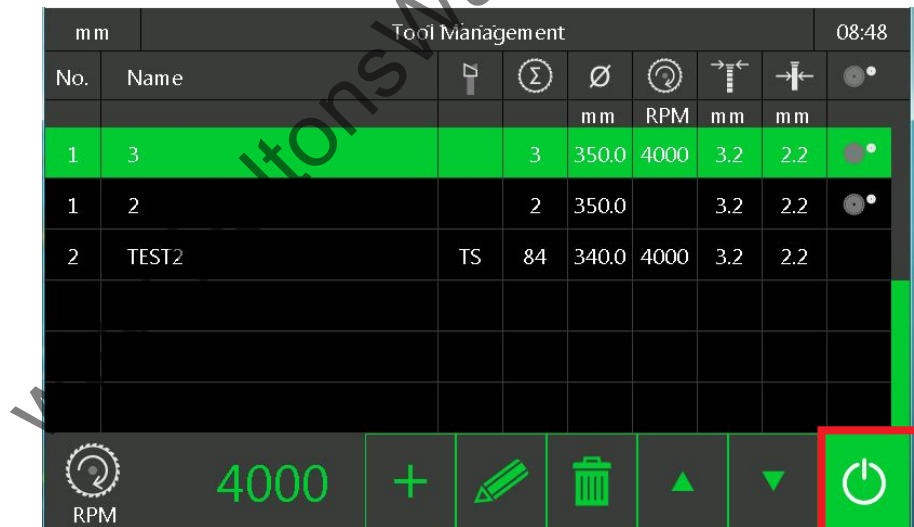 mm Tool Management 08:48
No. Name Σ Ø
mm RPM mm mm
1 3 3 350.0 4000 3.2 2.2
1 2 2 350.0 3.2 2.2
2 TEST2 TS 84 340.0 4000 3.2 2.2
4000
RPM